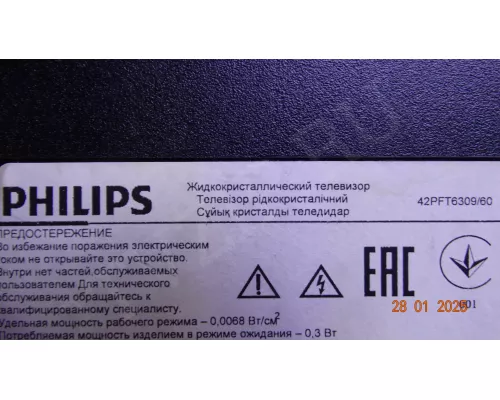 PHILIPS
Жидкокристаллический телевизор
Телевізор рідкокристалічний
Сұйық кристалды теледидар
42PFT6309/60
ПРЕДОСТЕРЕЖЕНИЕ
Во избежание поражения электрическим
током не открывайте это устройство.
Внутри нет частей,обслуживаемых
пользователем Для технического
обслуживания обращайтесь к
квалифицированному специалисту.
Удельная мощность рабочего режима – 0,0068 Вт/см²
Потребляемая мощность изделием в режиме ожидания – 0,3 Вт
EAC
001
28 01 2020